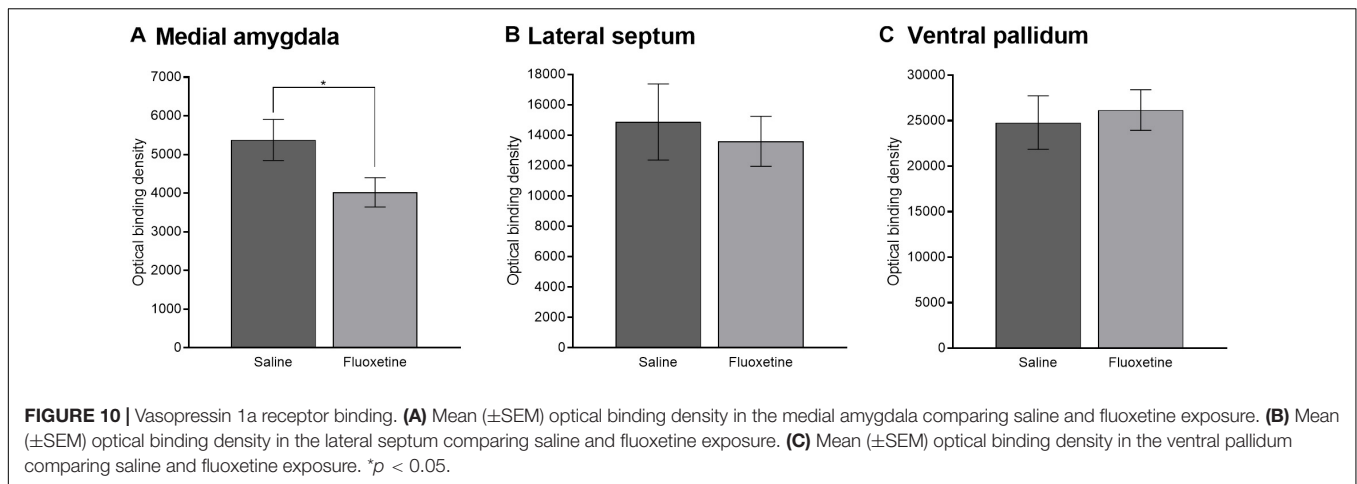 A Medial amygdala
7000
6000
5000
4000
3000
2000
1000
0
Optical binding density
*
Saline
Fluoxetine
B Lateral septum
18000
16000
14000
12000
10000
8000
6000
4000
2000
0
Optical binding density
Saline
Fluoxetine
C Ventral pallidum
30000
25000
20000
15000
10000
5000
0
Optical binding density
Saline
Fluoxetine
FIGURE 10 | Vasopressin 1a receptor binding. (A) Mean (±SEM) optical binding density in the medial amygdala comparing saline and fluoxetine exposure. (B) Mean
(±SEM) optical binding density in the lateral septum comparing saline and fluoxetine exposure. (C) Mean (±SEM) optical binding density in the ventral pallidum
comparing saline and fluoxetine exposure. *p < 0.05.